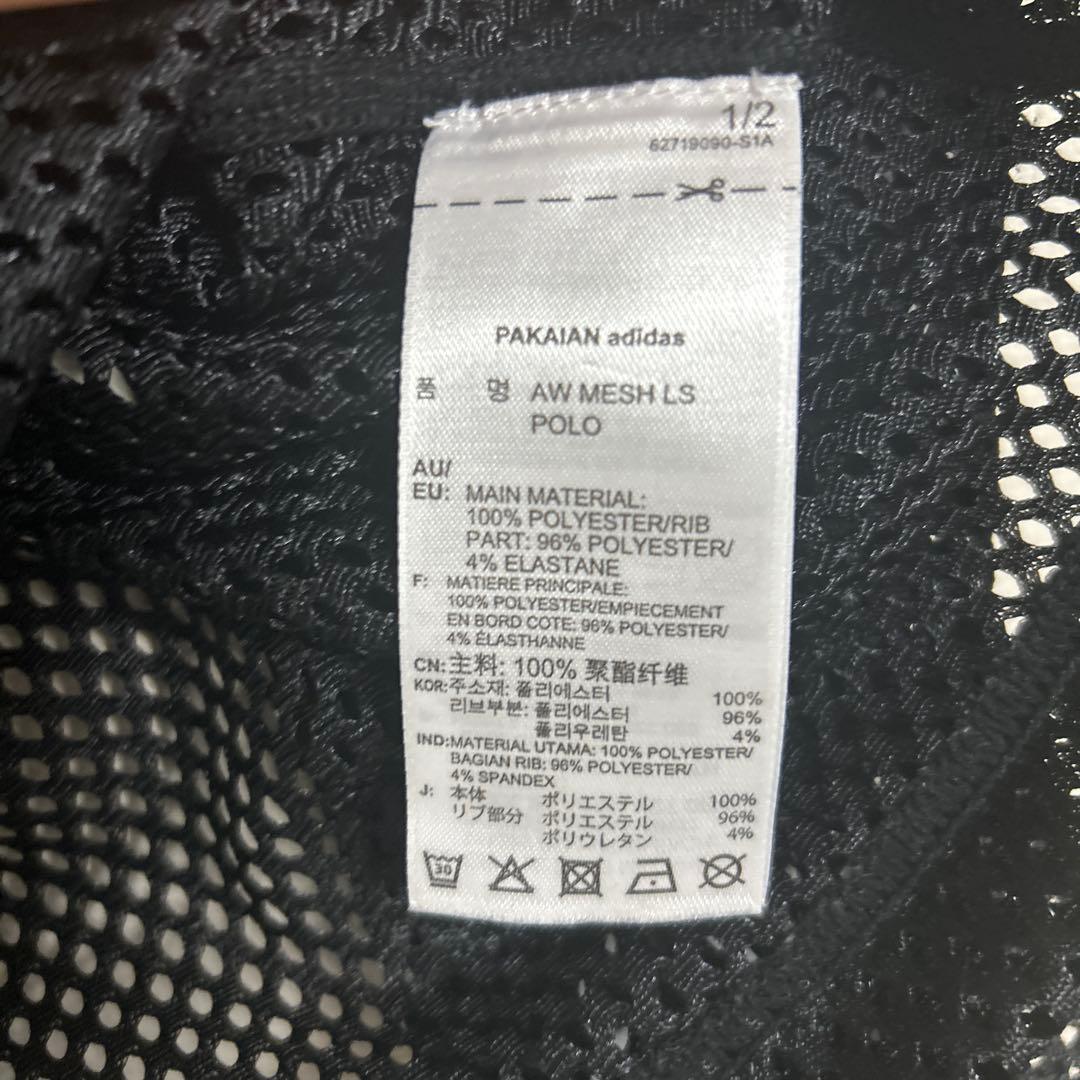 1/2
62719090-S1A
PAKAIAN adidas
품 명 AW MESH LS
POLO
AU/
EU: MAIN MATERIAL:
100% POLYESTER/RIB
PART: 96% POLYESTER/
4% ELASTANE
F: MATIERE PRINCIPALE:
100% POLYESTER/EMPIECEMENT
EN BORD COTE: 96% POLYESTER/
4% ÉLASTHANNE
CN: 主料: 100% 聚酯纤维
KOR: 주소재: 폴리에스터 100%
리브부분: 폴리에스터 96%
폴리우레탄 4%
IND: MATERIAL UTAMA: 100% POLYESTER/
BAGIAN RIB: 96% POLYESTER/
4% SPANDEX
J: 本体 ポリエステル 100%
リブ部分 ポリエステル 96%
ポリウレタン 4%
30